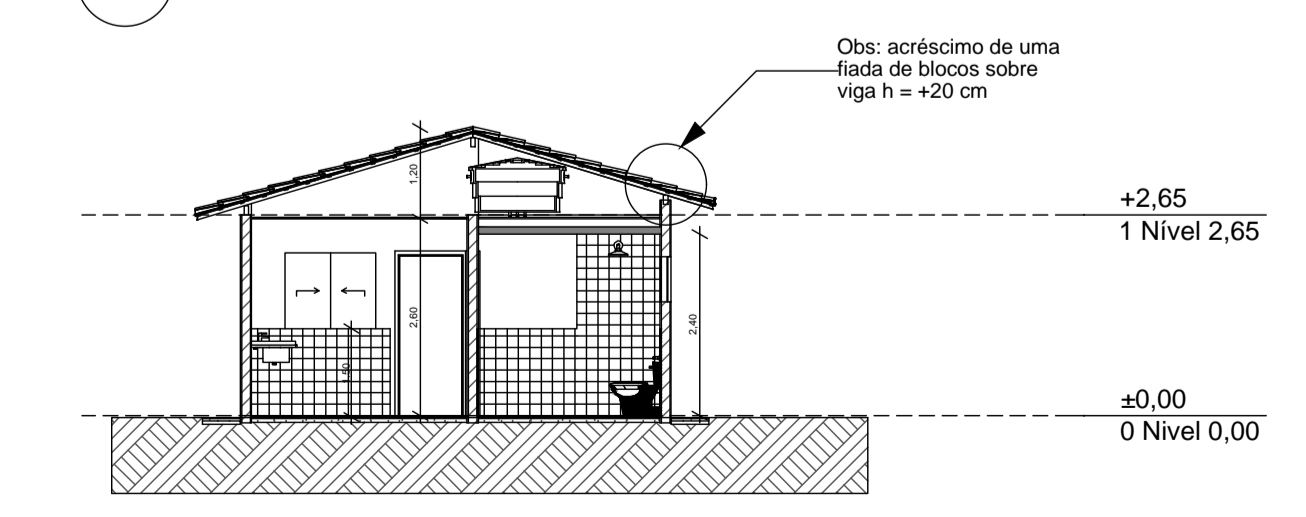 Obs: acréscimo de uma
fiada de blocos sobre
viga h = +20 cm
1,20
+2,65
1 Nível 2,65
2,60
2,40
1,50
±0,00
0 Nivel 0,00